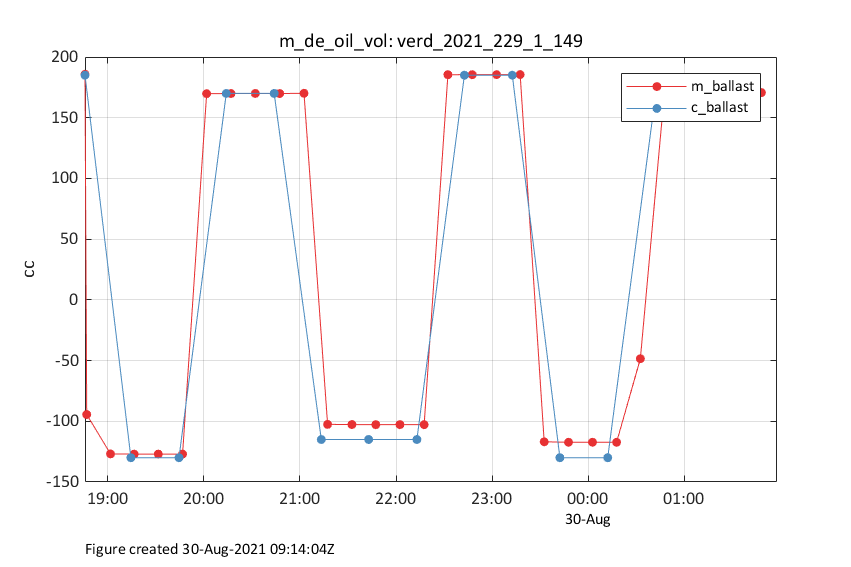 m_de_oil_vol: verd_2021_229_1_149
200
150
100
50
0
-50
-100
-150
cc
m_ballast
c_ballast
19:00 20:00 21:00 22:00 23:00 00:00 01:00
30-Aug
Figure created 30-Aug-2021 09:14:04Z